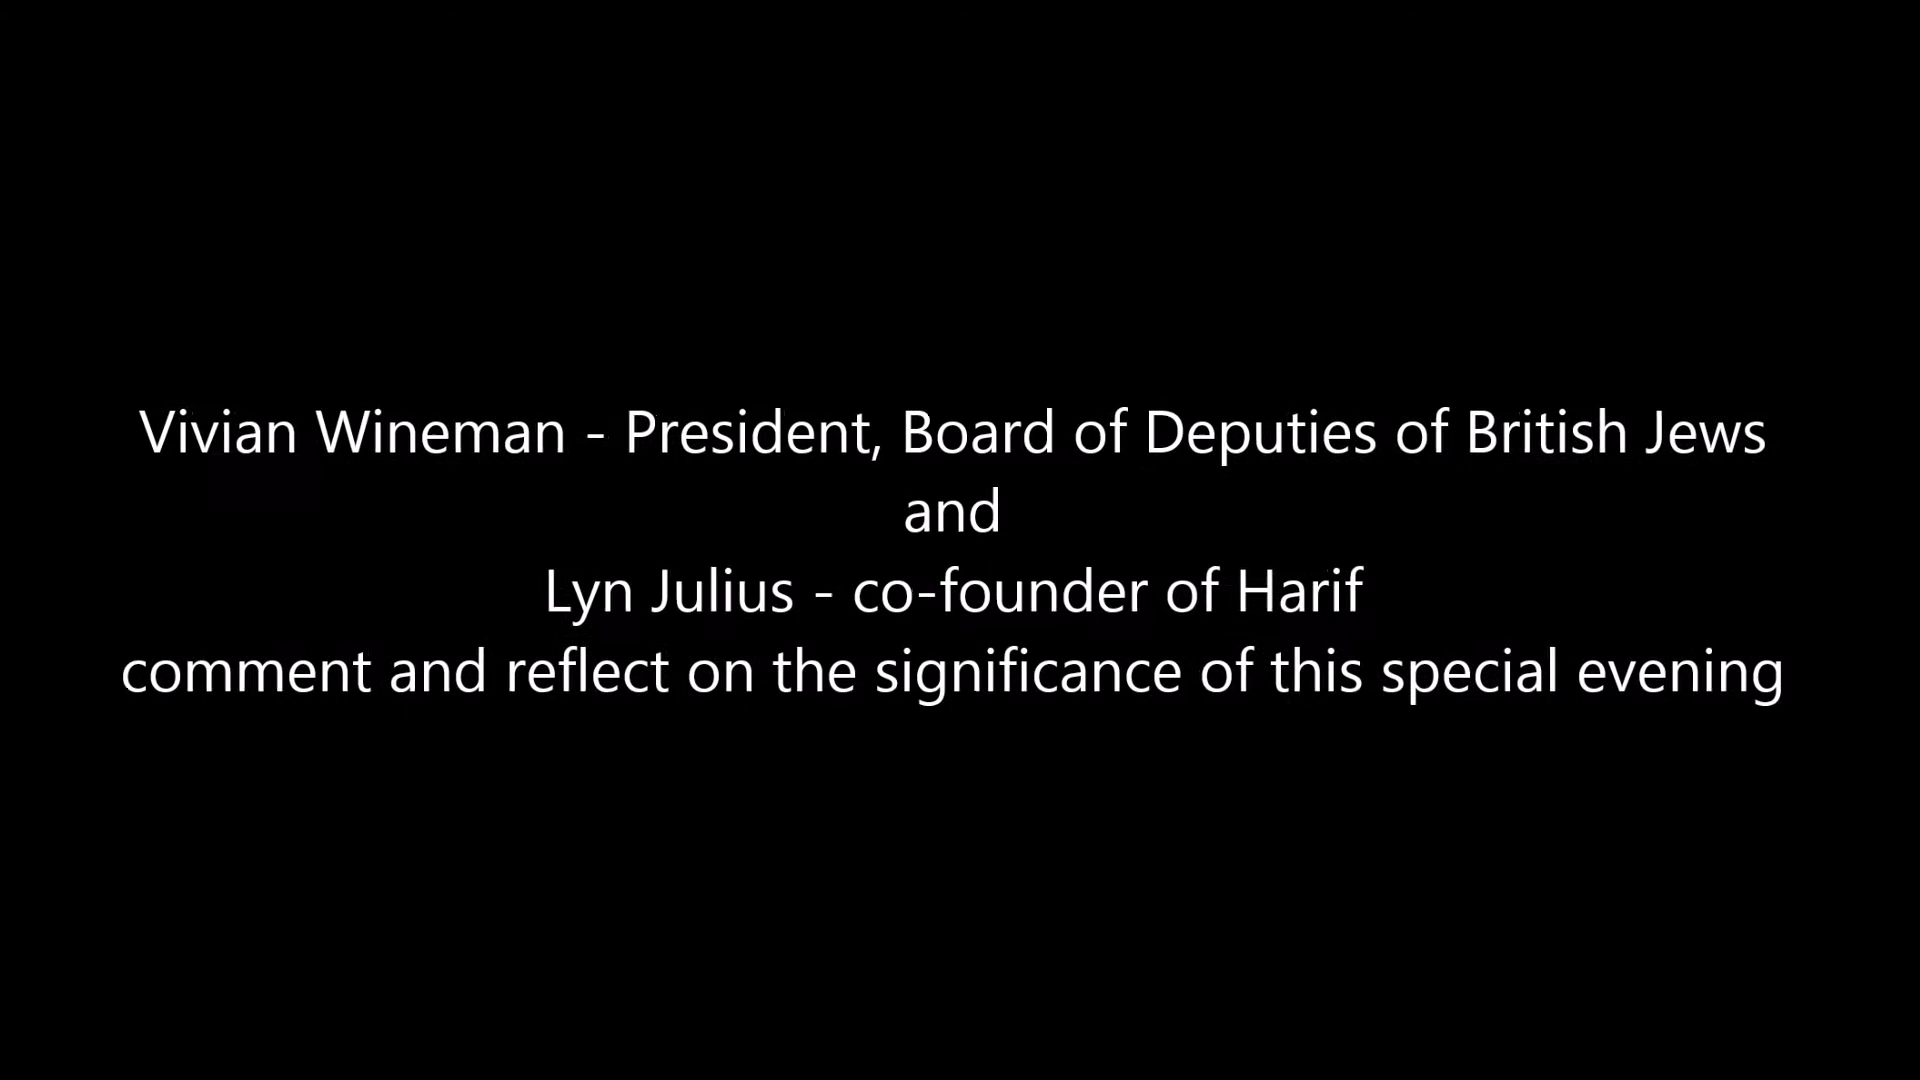 Vivian Wineman - President, Board of Deputies of British Jews
and
Lyn Julius - co-founder of Harif
comment and reflect on the significance of this special evening